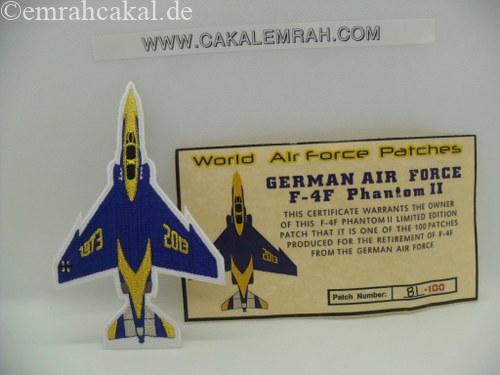 ©emrahcakal.de
WWW.CAKALEMRAH.COM
World Air Force Patches
GERMAN AIR FORCE
F-4F Phantom II
THIS CERTIFICATE WARRANTS THE OWNER
OF THIS F-4F PHANTOM II LIMITED EDITION
PATCH THAT IT IS ONE OF THE 100 PATCHES
PRODUCED FOR THE RETIREMENT OF F-4F
FROM THE GERMAN AIR FORCE
Patch Number: 81 -100
1973 2013
2013